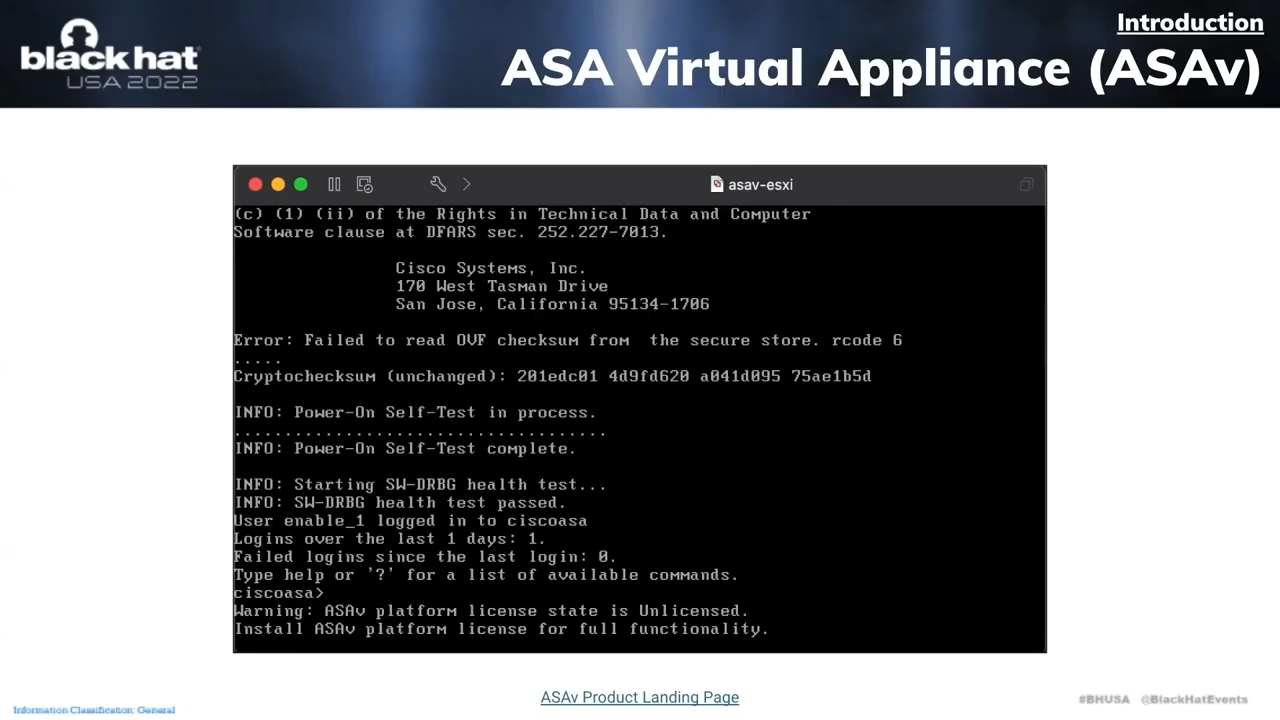 Introduction
black hat
USA 2022
ASA Virtual Appliance (ASAv)
asav-esxi
(c) (1) (ii) of the Rights in Technical Data and Computer
Software clause at DFARS sec. 252.227-7013.
Cisco Systems, Inc.
170 West Tasman Drive
San Jose, California 95134-1706
Error: Failed to read OVF checksum from  the secure store. rcode 6
.....
Cryptochecksum (unchanged): 201edc01 4d9fd620 a041d095 75ae1b5d
INFO: Power-On Self-Test in process.
.....................................
INFO: Power-On Self-Test complete.
INFO: Starting SW-DRBG health test...
INFO: SW-DRBG health test passed.
User enable_1 logged in to ciscoasa
Logins over the last 1 days: 1.
Failed logins since the last login: 0.
Type help or '?' for a list of available commands.
ciscoasa>
Warning: ASAv platform license state is Unlicensed.
Install ASAv platform license for full functionality.
ASAv Product Landing Page
Information Classification: General
#BHUSA @BlackHatEvents